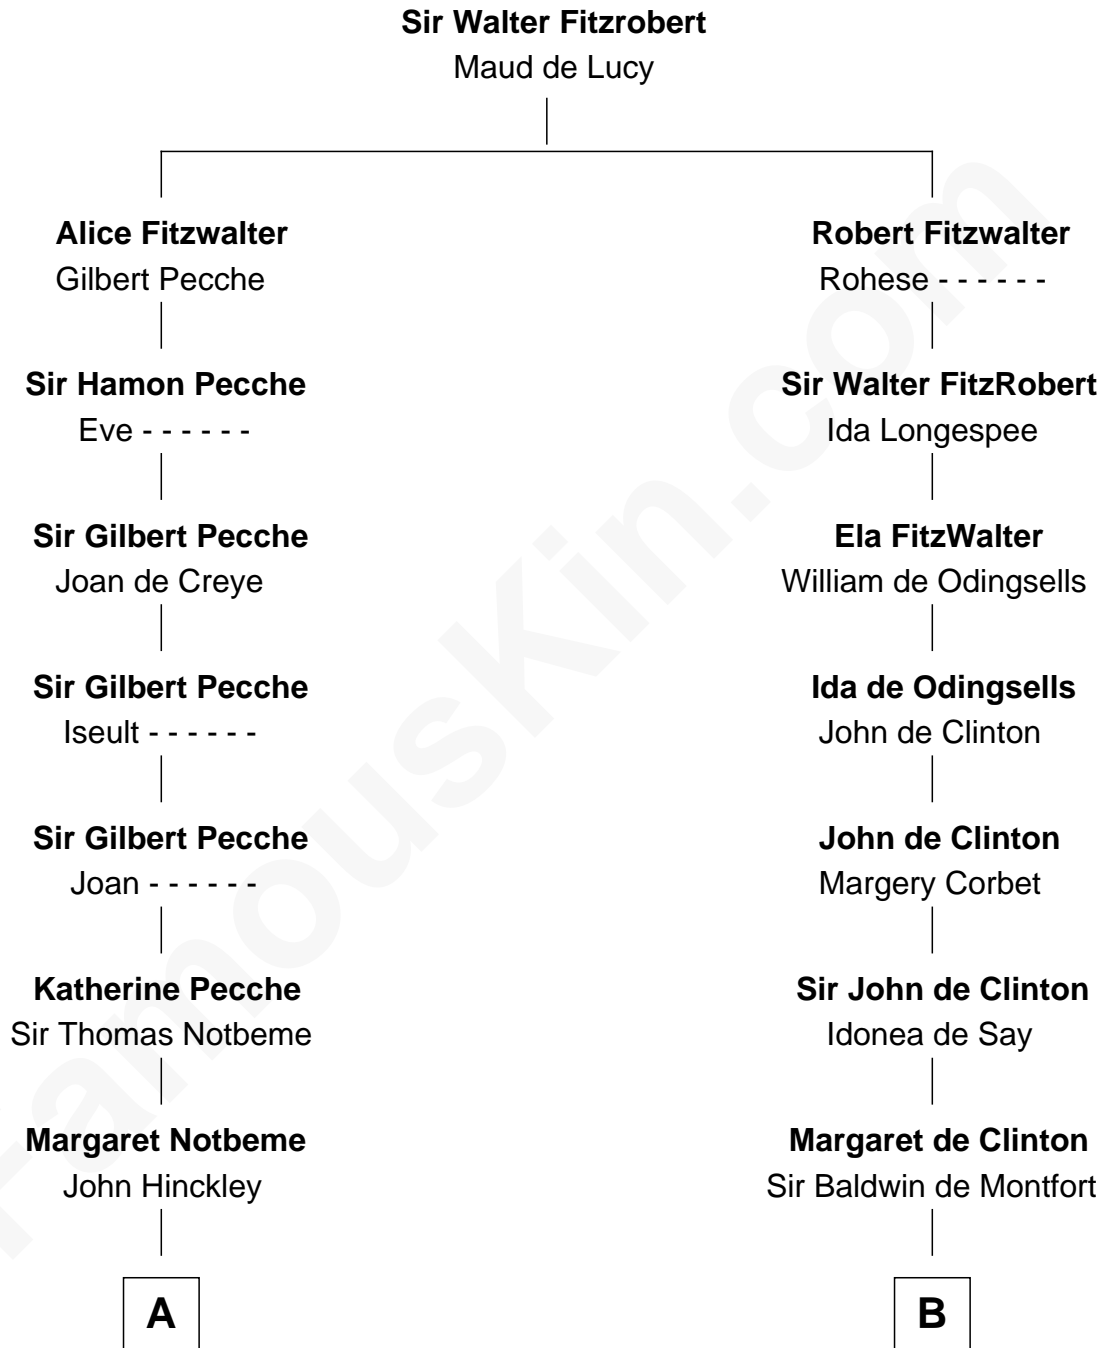 Sir Walter Fitzrobert
Maud de Lucy
Alice Fitzwalter
Gilbert Pecche
Robert Fitzwalter
Rohese - - - - - -
Sir Hamon Pecche
Eve - - - - - -
Sir Walter FitzRobert
Ida Longespee
Sir Gilbert Pecche
Joan de Creye
Ela FitzWalter
William de Odingsells
Sir Gilbert Pecche
Iseult - - - - - -
Ida de Odingsells
John de Clinton
Sir Gilbert Pecche
Joan - - - - - -
John de Clinton
Margery Corbet
Katherine Pecche
Sir Thomas Notbeme
Sir John de Clinton
Idonea de Say
Margaret Notbeme
John Hinckley
Margaret de Clinton
Sir Baldwin de Montfort
A
B
FamousKin.com